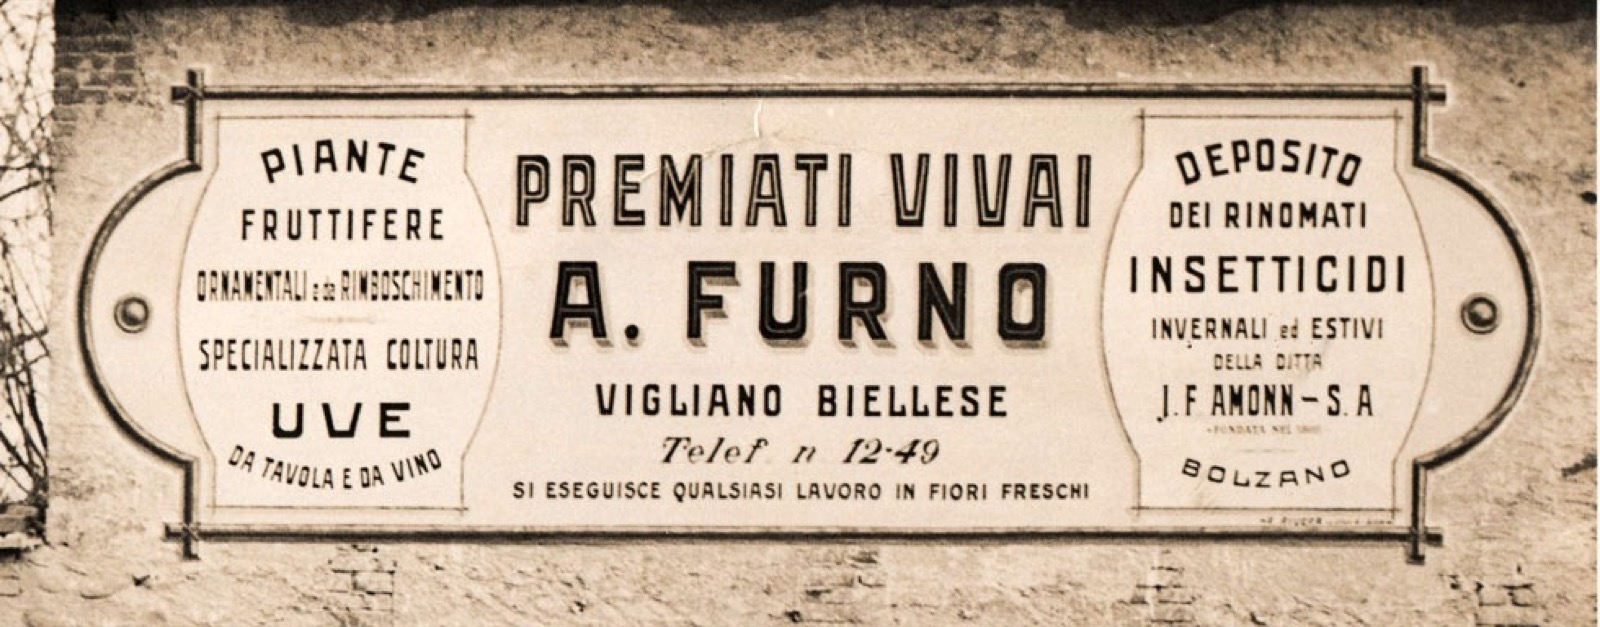 PIANTE
FRUTTIFERE
ORNAMENTALI e da RIMBOSCHIMENTO
SPECIALIZZATA COLTURA
UVE
DA TAVOLA E DA VINO
PREMIATI VIVAI
A. FURNO
VIGLIANO BIELLESE
Telef. n 12-49
SI ESEGUISCE QUALSIASI LAVORO IN FIORI FRESCHI
DEPOSITO
DEI RINOMATI
INSETTICIDI
INVERNALI ed ESTIVI
DELLA DITTA
J. F AMONN - S. A
FONDATA NEL
BOLZANO